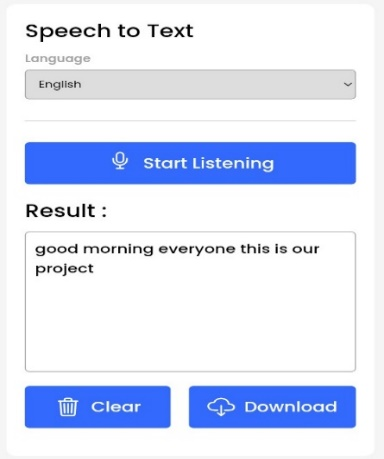 Speech to Text
Language
English
Start Listening
Result :
good morning everyone this is our
project
Clear
Download